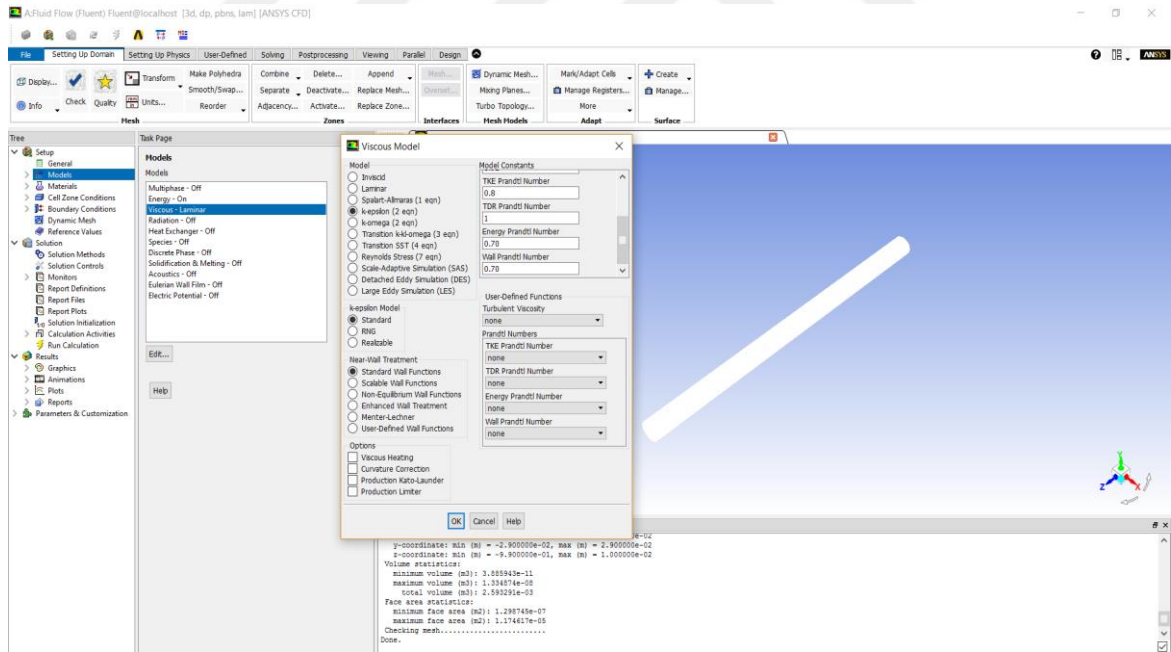 A:Fluid Flow (Fluent) Fluent@localhost [3d, dp, pbns, lam] [ANSYS CFD]
File Setting Up Domain Setting Up Physics User-Defined Solving Postprocessing Viewing Parallel Design ANSYS
Display... Transform Make Polyhedra Combine Delete... Append Mesh... Dynamic Mesh... Mark/Adapt Cells Create
Smooth/Swap... Separate Deactivate... Replace Mesh... Overset... Mixing Planes... Manage Registers... Manage...
Info Check Quality Units... Reorder Adjacency... Activate... Replace Zone... Turbo Topology... More
Mesh Zones Interfaces Mesh Models Adapt Surface
Tree
Setup
General
Models
Materials
Cell Zone Conditions
Boundary Conditions
Dynamic Mesh
Reference Values
Solution
Solution Methods
Solution Controls
Monitors
Report Definitions
Report Files
Report Plots
Solution Initialization
Calculation Activities
Run Calculation
Results
Graphics
Animations
Plots
Reports
Parameters & Customization
Task Page
Models
Models
Multiphase - Off
Energy - On
Viscous - Laminar
Radiation - Off
Heat Exchanger - Off
Species - Off
Discrete Phase - Off
Solidification & Melting - Off
Acoustics - Off
Eulerian Wall Film - Off
Electric Potential - Off
Edit...
Help
Viscous Model
Model
Inviscid
Laminar
Spalart-Allmaras (1 eqn)
k-epsilon (2 eqn)
k-omega (2 eqn)
Transition k-kl-omega (3 eqn)
Transition SST (4 eqn)
Reynolds Stress (7 eqn)
Scale-Adaptive Simulation (SAS)
Detached Eddy Simulation (DES)
Large Eddy Simulation (LES)
k-epsilon Model
Standard
RNG
Realizable
Near-Wall Treatment
Standard Wall Functions
Scalable Wall Functions
Non-Equilibrium Wall Functions
Enhanced Wall Treatment
Menter-Lechner
User-Defined Wall Functions
Options
Viscous Heating
Curvature Correction
Production Kato-Launder
Production Limiter
Model Constants
TKE Prandtl Number
0.8
TDR Prandtl Number
1
Energy Prandtl Number
0.70
Wall Prandtl Number
0.70
User-Defined Functions
Turbulent Viscosity
none
Prandtl Numbers
TKE Prandtl Number
none
TDR Prandtl Number
none
Energy Prandtl Number
none
Wall Prandtl Number
none
OK Cancel Help
Z X
y-coordinate: min (m) = -2.900000e-02, max (m) = 2.900000e-02
z-coordinate: min (m) = -9.900000e-01, max (m) = 1.000000e-02
Volume statistics:
minimum volume (m3): 3.885943e-11
maximum volume (m3): 1.334874e-08
total volume (m3): 2.593291e-03
Face area statistics:
minimum face area (m2): 1.298745e-07
maximum face area (m2): 1.174617e-05
Checking mesh........................
Done.